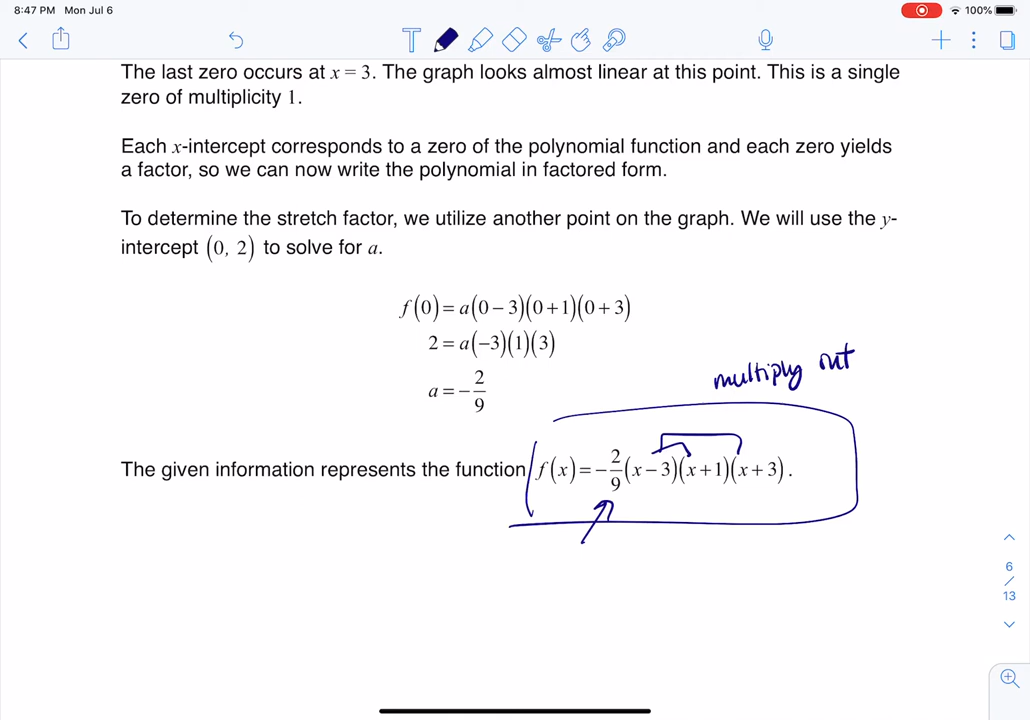 8:47 PM Mon Jul 6
100%
The last zero occurs at x = 3. The graph looks almost linear at this point. This is a single
zero of multiplicity 1.
Each x-intercept corresponds to a zero of the polynomial function and each zero yields
a factor, so we can now write the polynomial in factored form.
To determine the stretch factor, we utilize another point on the graph. We will use the y-
intercept (0, 2) to solve for a.
f(0) = a(0 − 3)(0 + 1)(0 + 3)
2 = a(−3)(1)(3)
a = −2/9
multiply out
The given information represents the function f(x) = −2/9(x − 3)(x + 1)(x + 3).
6
/
13